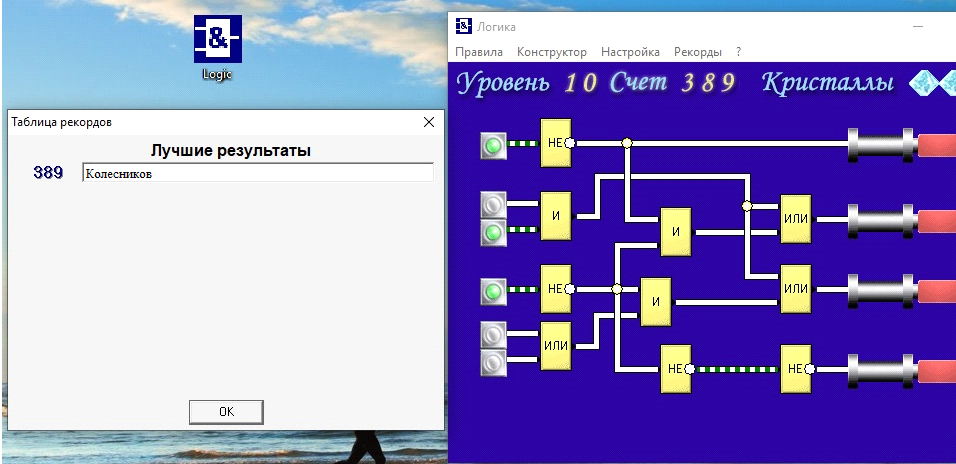 &
Logic
Таблица рекордов
Лучшие результаты
389 Колесников
OK
& Логика
Правила Конструктор Настройка Рекорды ?
Уровень 10 Счет 389 Кристаллы
НЕ
И
И
ИЛИ
НЕ
И
ИЛИ
ИЛИ
НЕ
НЕ